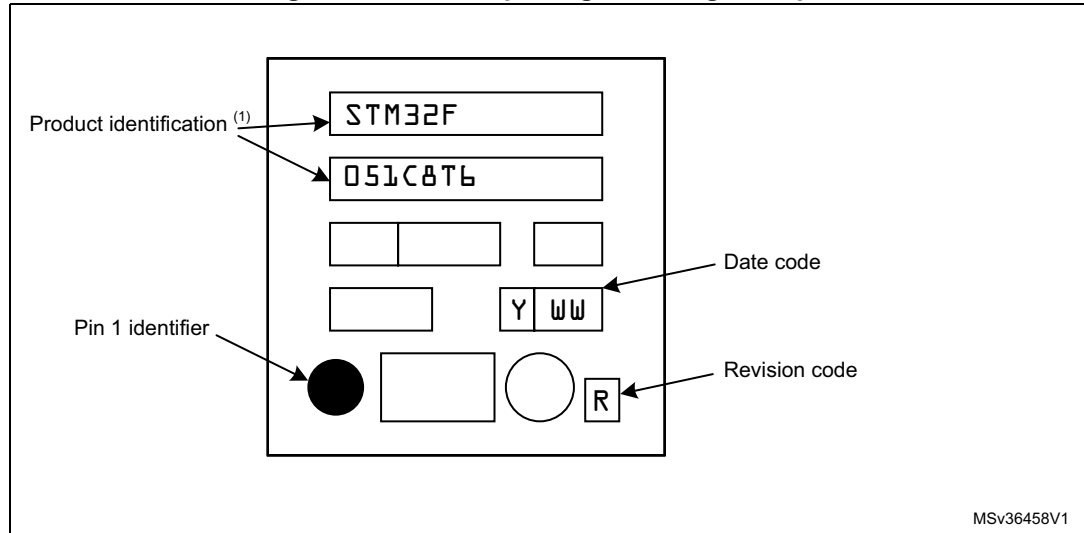 Product identification (1)
STM32F
051C8T6
Date code
Y WW
Pin 1 identifier
Revision code
R
MSv36458V1